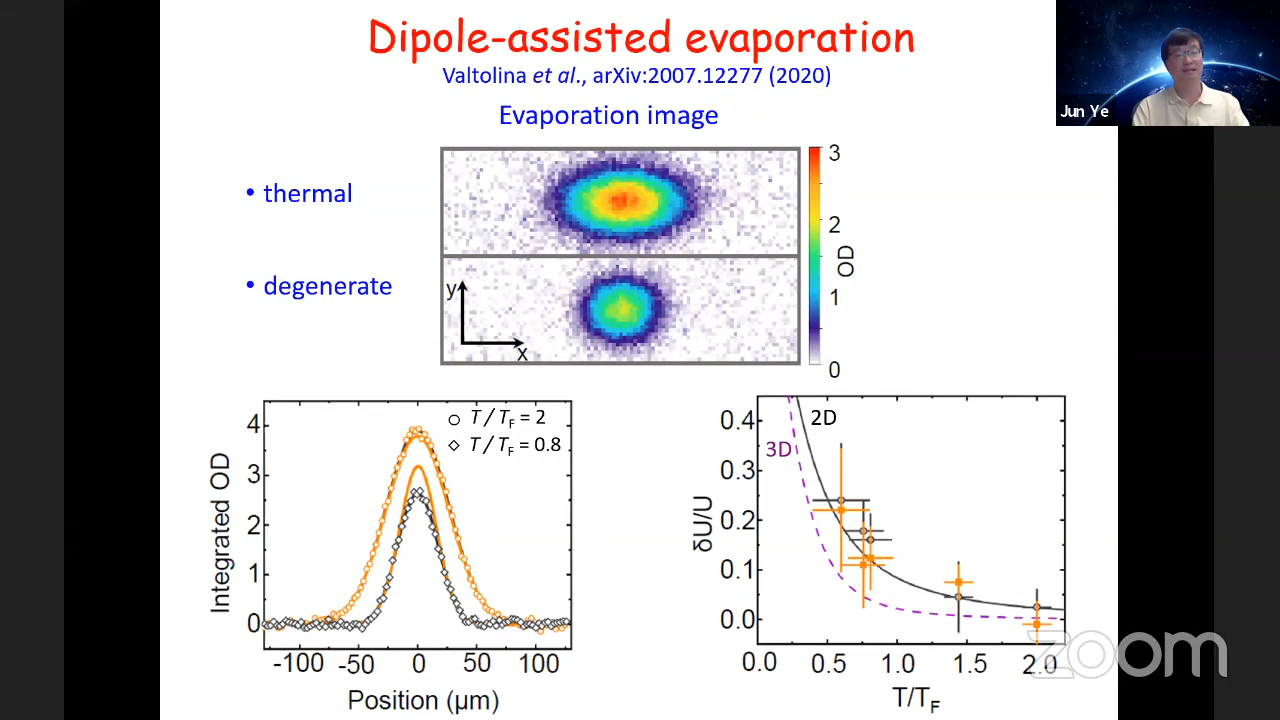 Dipole-assisted evaporation
Valtolina et al., arXiv:2007.12277 (2020)
Evaporation image
Jun Ye
• thermal
• degenerate
y
x
3
2
1
0
OD
4
3
2
1
0
Integrated OD
T / TF = 2
T / TF = 0.8
-100 -50 0 50 100
Position (µm)
0.4
0.3
0.2
0.1
0.0
δU/U
2D
3D
0.0 0.5 1.0 1.5 2.0
T/TF
zoom